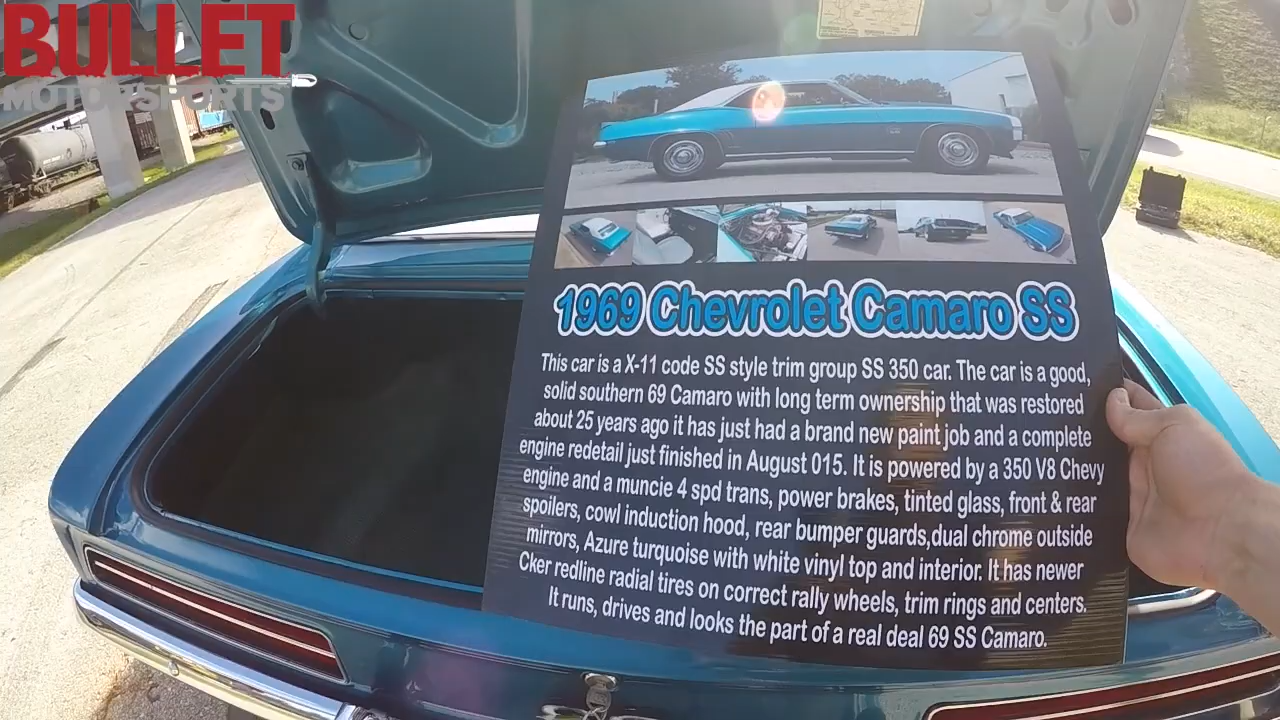 BULLET
MOTORSPORTS
1969 Chevrolet Camaro SS
This car is a X-11 code SS style trim group SS 350 car. The car is a good,
solid southern 69 Camaro with long term ownership that was restored
about 25 years ago it has just had a brand new paint job and a complete
engine redetail just finished in August 015. It is powered by a 350 V8 Chevy
engine and a muncie 4 spd trans, power brakes, tinted glass, front & rear
spoilers, cowl induction hood, rear bumper guards,dual chrome outside
mirrors, Azure turquoise with white vinyl top and interior. It has newer
Cker redline radial tires on correct rally wheels, trim rings and centers.
It runs, drives and looks the part of a real deal 69 SS Camaro.